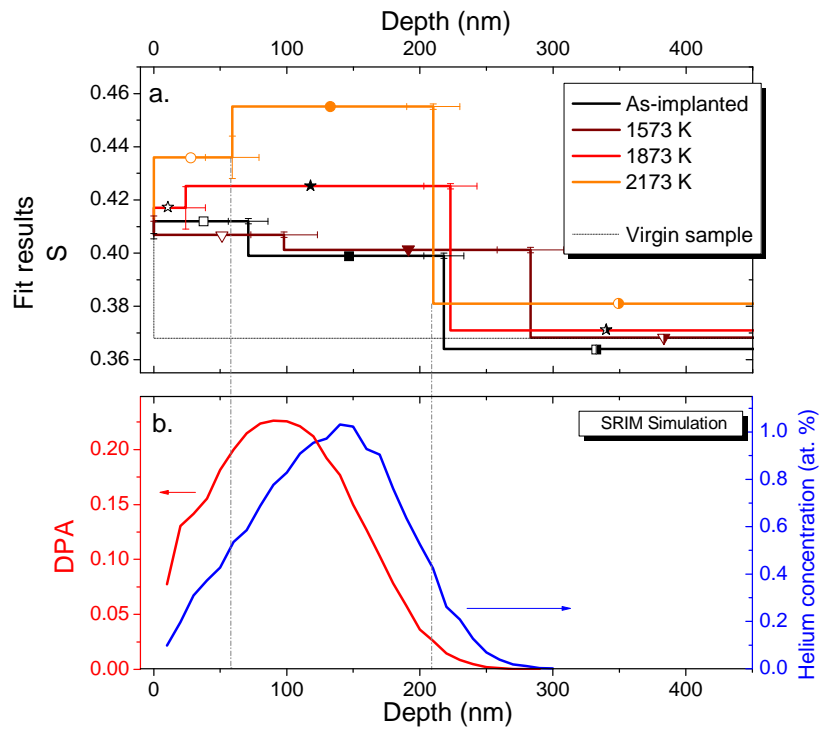 Depth (nm)
0 100 200 300 400
a.
0.46
0.44
0.42
0.40
0.38
0.36
Fit results
S
As-implanted
1573 K
1873 K
2173 K
Virgin sample
b.
SRIM Simulation
0.20
0.15
0.10
0.05
0.00
DPA
1.0
0.8
0.6
0.4
0.2
0.0
Helium concentration (at. %)
0 100 200 300 400
Depth (nm)